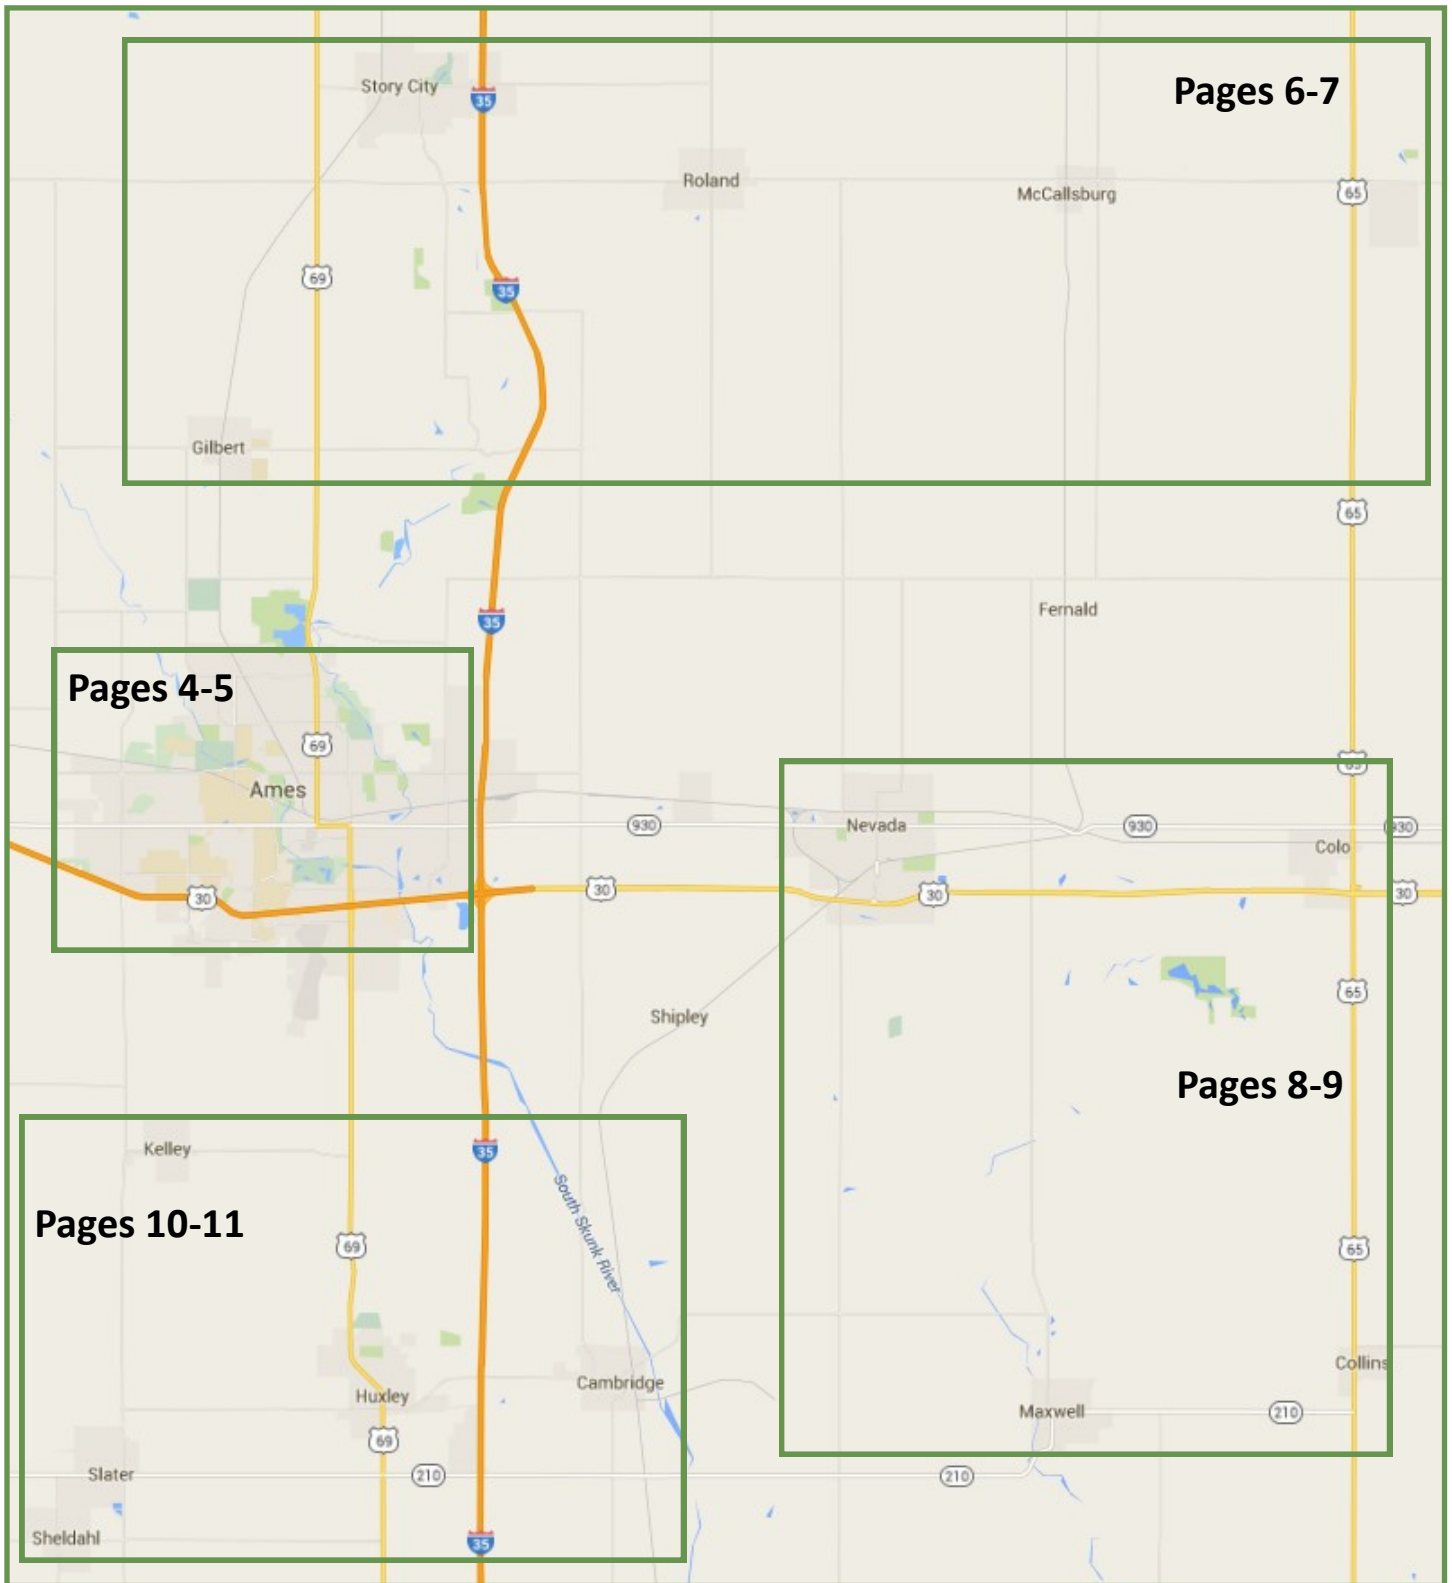 Story City
35
Pages 6-7
Roland
McCallsburg
65
69
35
Gilbert
65
Fernald
35
Pages 4-5
69
65
Ames
930
Nevada
930
930
Colo
30
30
30
30
65
Shipley
Pages 8-9
Kelley
35
South Skunk River
Pages 10-11
69
65
Collins
Cambridge
Huxley
Maxwell
210
69
Slater
210
210
Sheldahl
35